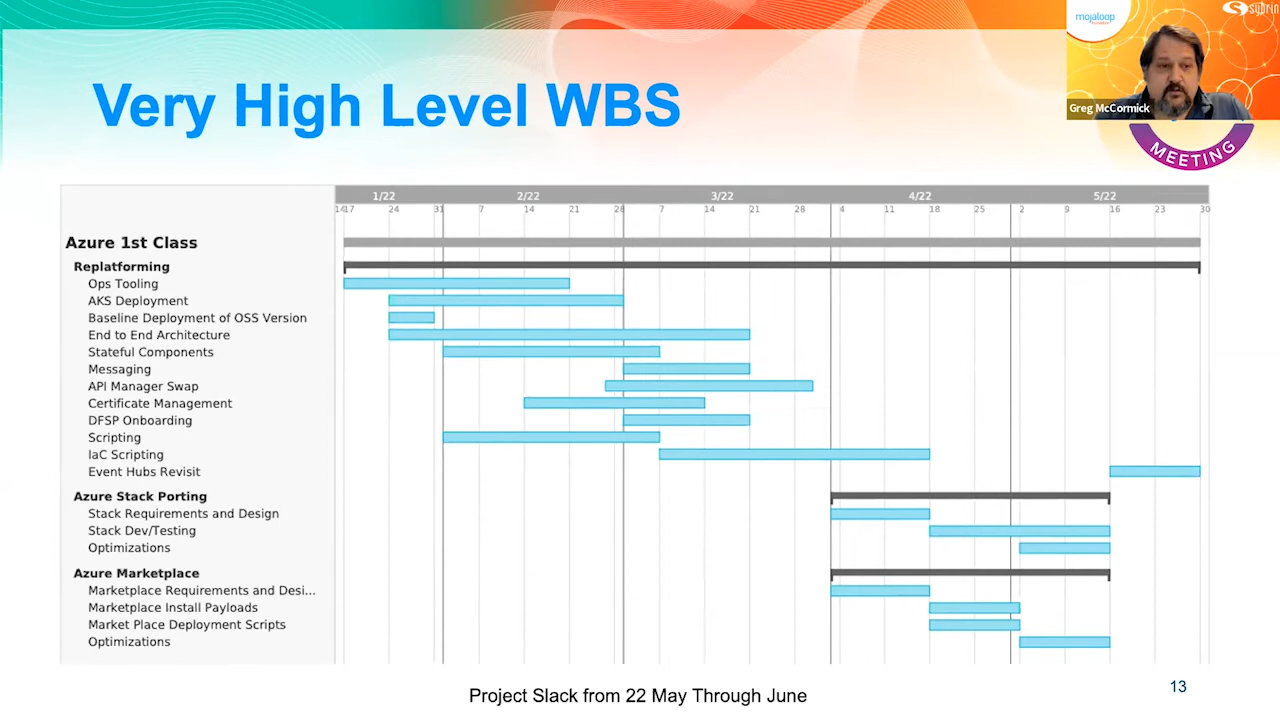 mojaloop
sybrin
Greg McCormick
MEETING
Very High Level WBS
1/22 2/22 3/22 4/22 5/22
14 17 24 31 7 14 21 28 7 14 21 28 4 11 18 25 2 9 16 23 30
Azure 1st Class
Replatforming
Ops Tooling
AKS Deployment
Baseline Deployment of OSS Version
End to End Architecture
Stateful Components
Messaging
API Manager Swap
Certificate Management
DFSP Onboarding
Scripting
IaC Scripting
Event Hubs Revisit
Azure Stack Porting
Stack Requirements and Design
Stack Dev/Testing
Optimizations
Azure Marketplace
Marketplace Requirements and Desi...
Marketplace Install Payloads
Market Place Deployment Scripts
Optimizations
Project Slack from 22 May Through June
13